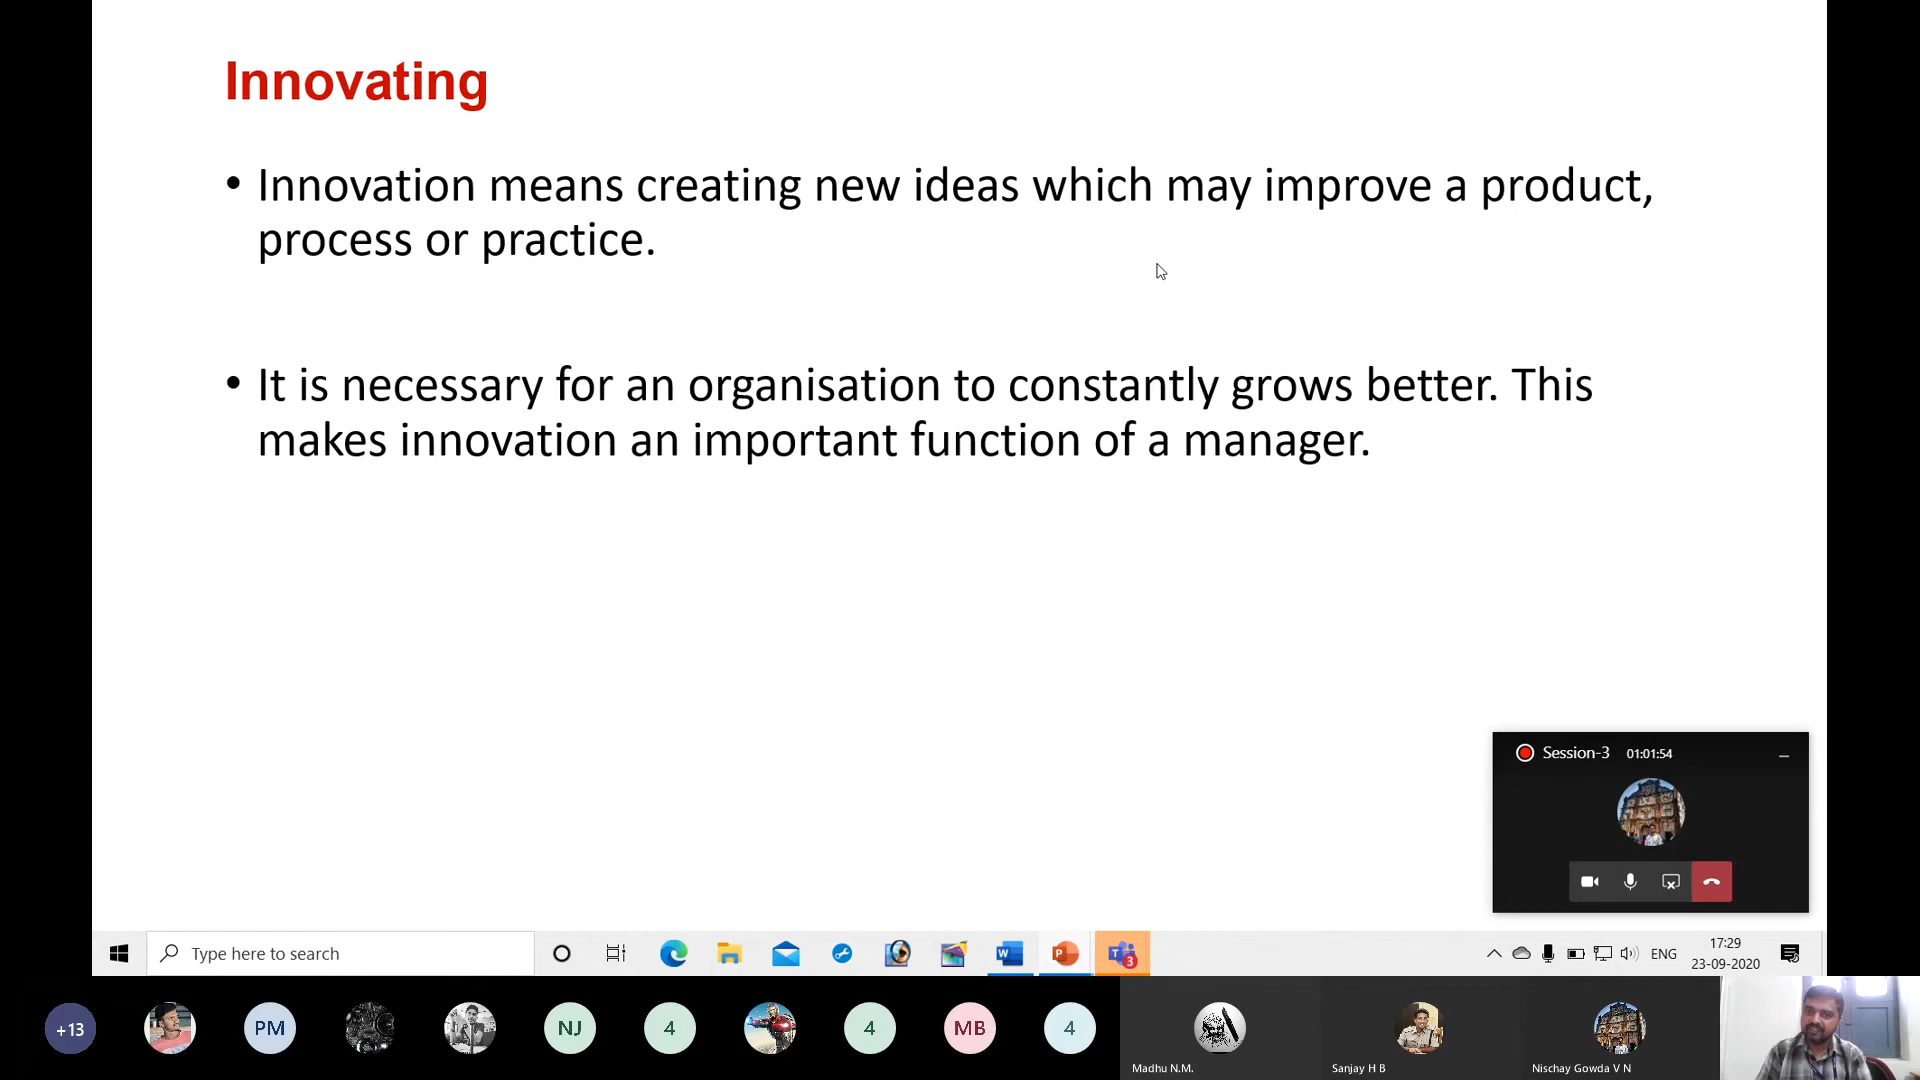 Innovating
• Innovation means creating new ideas which may improve a product,
process or practice.
• It is necessary for an organisation to constantly grows better. This
makes innovation an important function of a manager.
Session-3 01:01:54
Type here to search
ENG
17:29
23-09-2020
+13
PM
NJ
4
4
MB
4
Madhu N.M.
Sanjay H B
Nischay Gowda V N